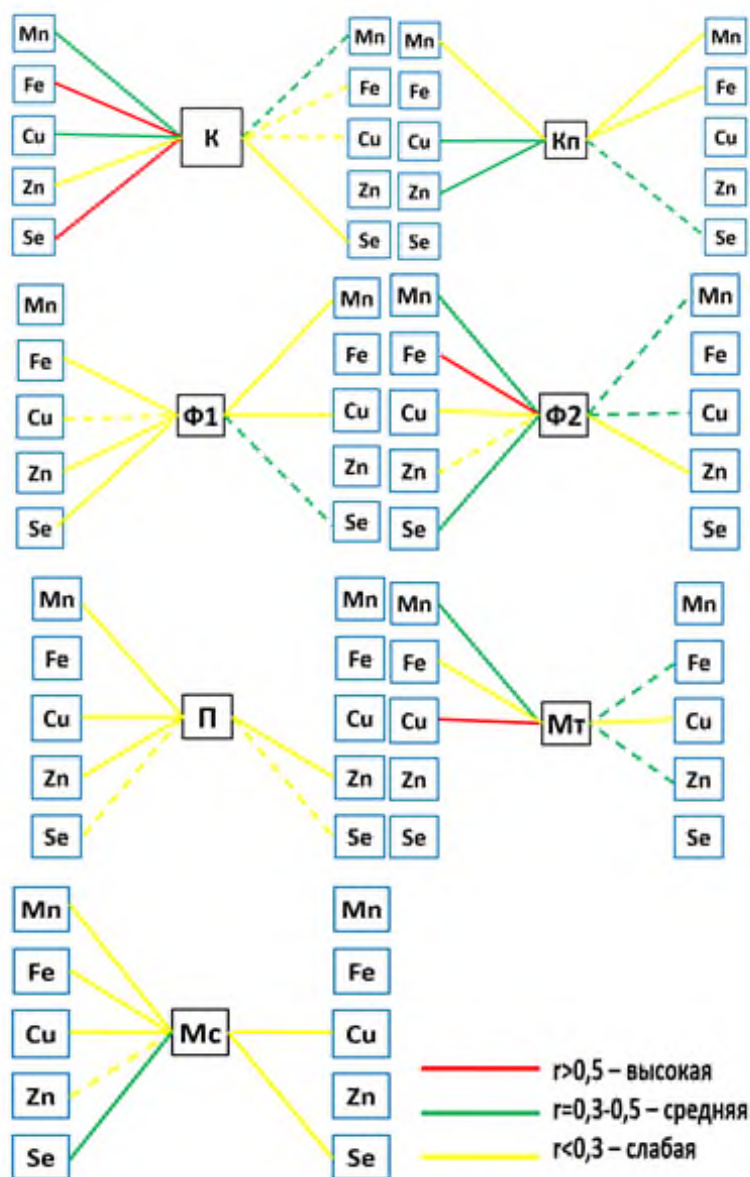 Mn
Fe
Cu
Zn
Se
К
Mn
Fe
Cu
Zn
Se
Mn
Fe
Cu
Zn
Se
Кп
Mn
Fe
Cu
Zn
Se
Mn
Fe
Cu
Zn
Se
Ф1
Mn
Fe
Cu
Zn
Se
Mn
Fe
Cu
Zn
Se
Ф2
Mn
Fe
Cu
Zn
Se
Mn
Fe
Cu
Zn
Se
П
Mn
Fe
Cu
Zn
Se
Mn
Fe
Cu
Zn
Se
Мт
Mn
Fe
Cu
Zn
Se
Mn
Fe
Cu
Zn
Se
Мс
Mn
Fe
Cu
Zn
Se
r>0,5 – высокая
r=0,3-0,5 – средняя
r<0,3 – слабая